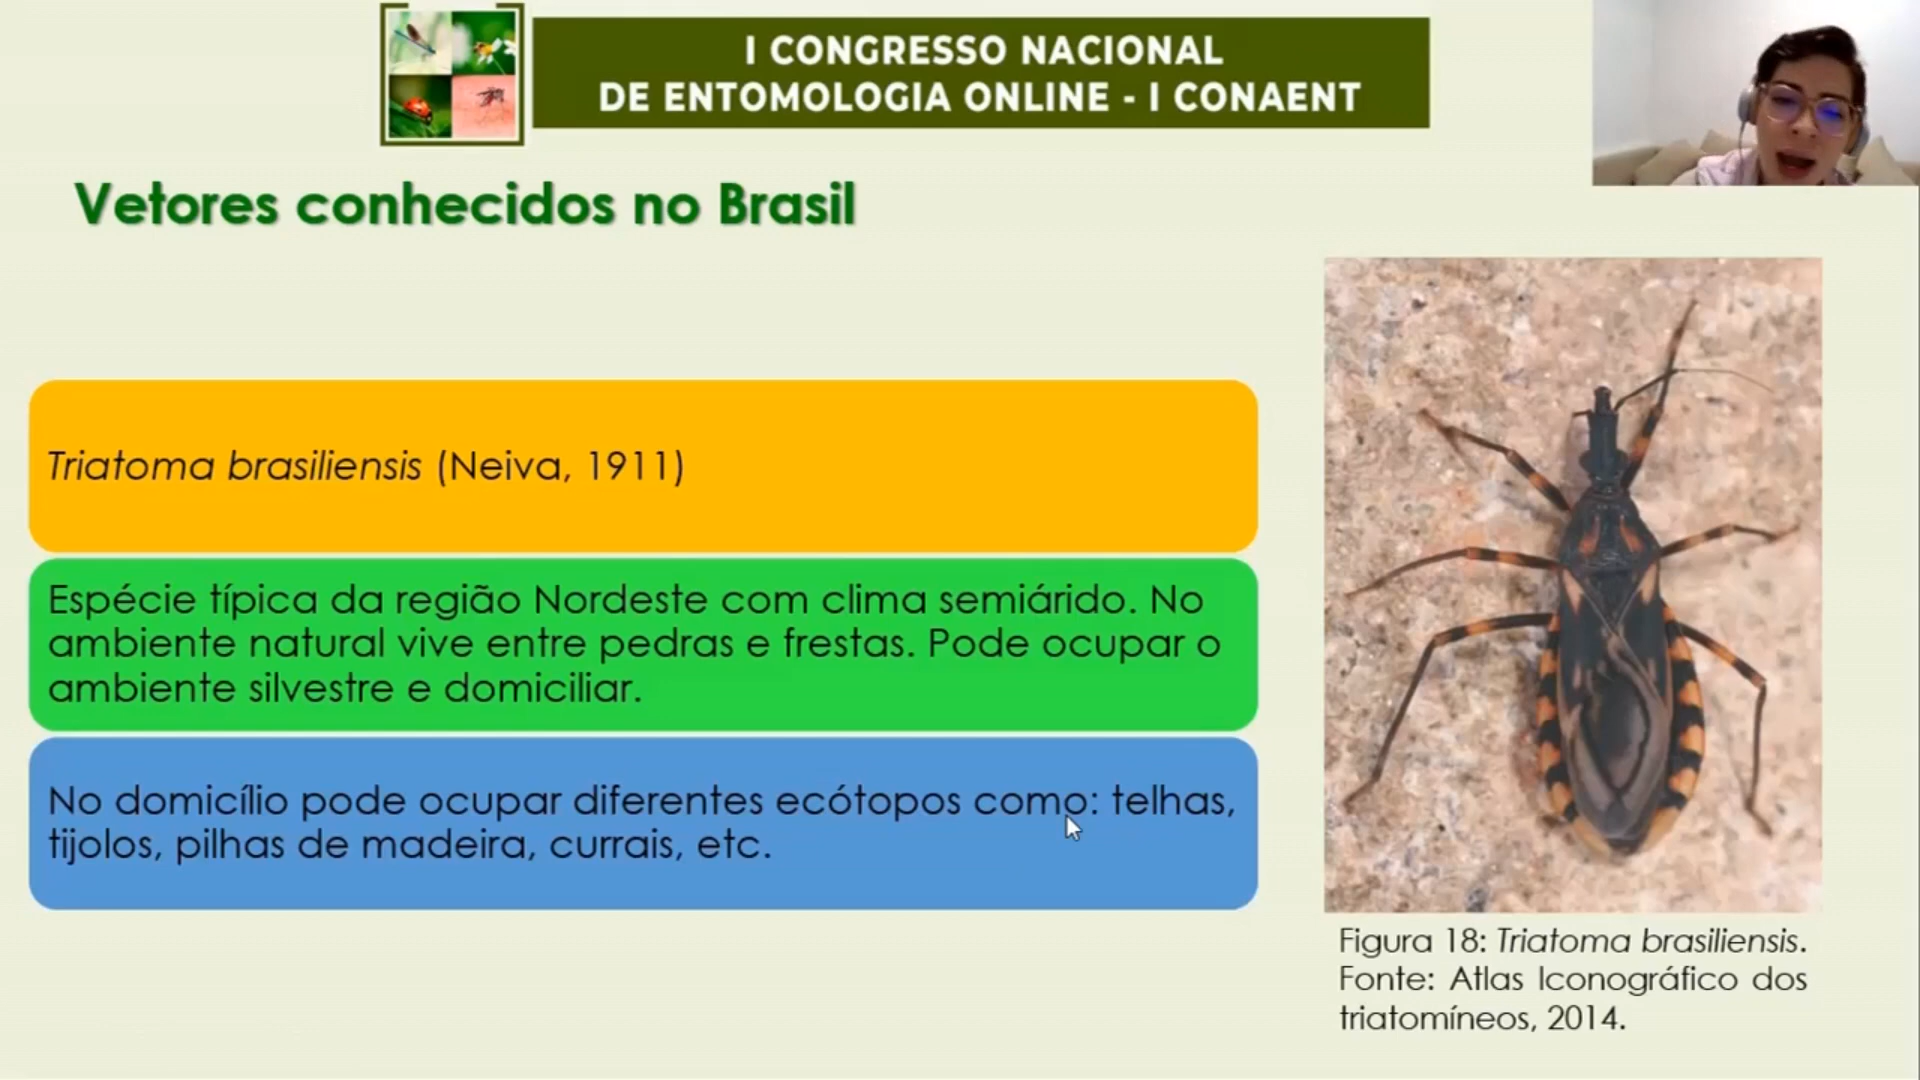 I CONGRESSO NACIONAL
DE ENTOMOLOGIA ONLINE - I CONAENT
Vetores conhecidos no Brasil
Triatoma brasiliensis (Neiva, 1911)
Espécie típica da região Nordeste com clima semiárido. No
ambiente natural vive entre pedras e frestas. Pode ocupar o
ambiente silvestre e domiciliar.
No domicílio pode ocupar diferentes ecótopos como: telhas,
tijolos, pilhas de madeira, currais, etc.
Figura 18: Triatoma brasiliensis.
Fonte: Atlas Iconográfico dos
triatomíneos, 2014.